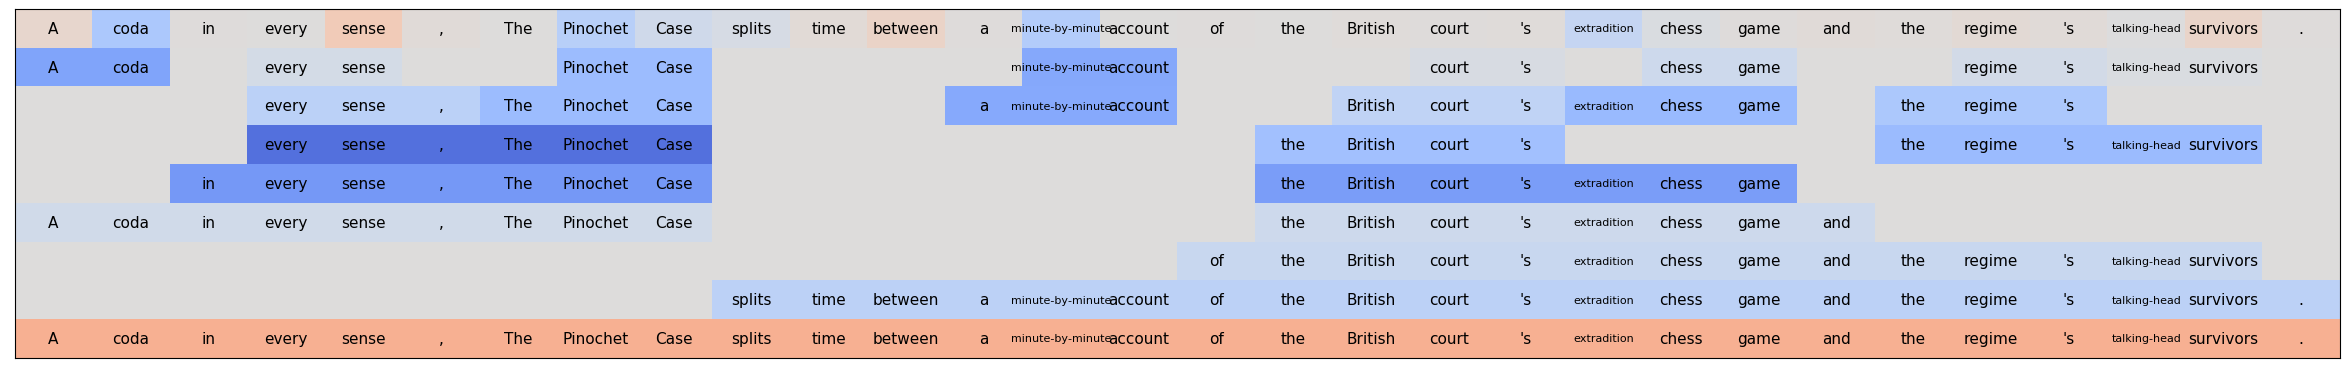 A coda in every sense , The Pinochet Case splits time between a minute-by-minute account of the British court 's extradition chess game and the regime 's talking-head survivors .
A coda every sense Pinochet Case minute-by-minute account court 's chess game regime 's talking-head survivors
every sense , The Pinochet Case a minute-by-minute account British court 's extradition chess game the regime 's
every sense , The Pinochet Case the British court 's the regime 's talking-head survivors
in every sense , The Pinochet Case the British court 's extradition chess game
A coda in every sense , The Pinochet Case the British court 's extradition chess game and
of the British court 's extradition chess game and the regime 's talking-head survivors
splits time between a minute-by-minute account of the British court 's extradition chess game and the regime 's talking-head survivors .
A coda in every sense , The Pinochet Case splits time between a minute-by-minute account of the British court 's extradition chess game and the regime 's talking-head survivors .